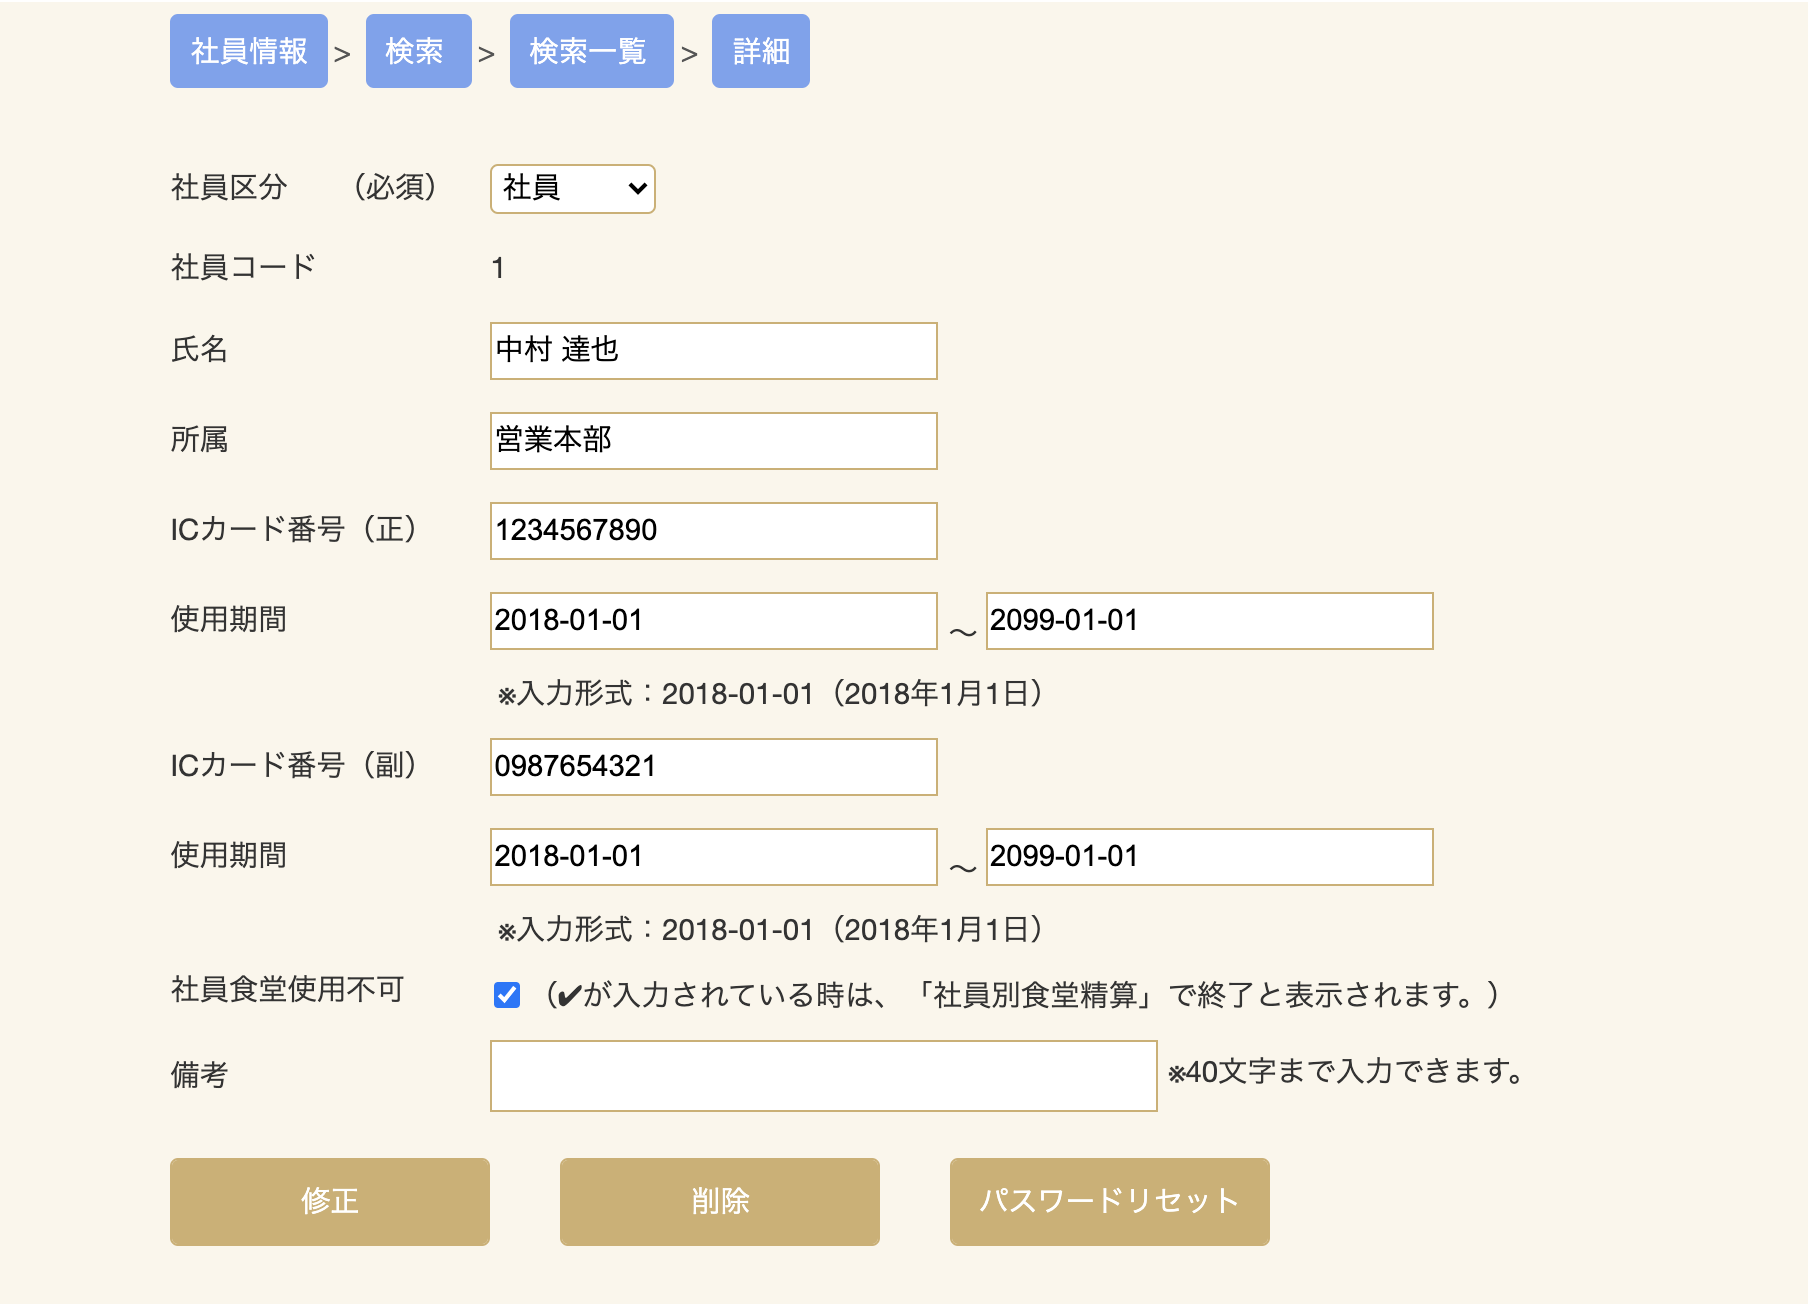 社員情報 > 検索 > 検索一覧 > 詳細
社員区分 （必須） 社員
社員コード 1
氏名 中村 達也
所属 営業本部
ICカード番号（正） 1234567890
使用期間 2018-01-01 〜 2099-01-01
※入力形式：2018-01-01（2018年1月1日）
ICカード番号（副） 0987654321
使用期間 2018-01-01 〜 2099-01-01
※入力形式：2018-01-01（2018年1月1日）
社員食堂使用不可 （✔が入力されている時は、「社員別食堂精算」で終了と表示されます。）
備考 ※40文字まで入力できます。
修正 削除 パスワードリセット